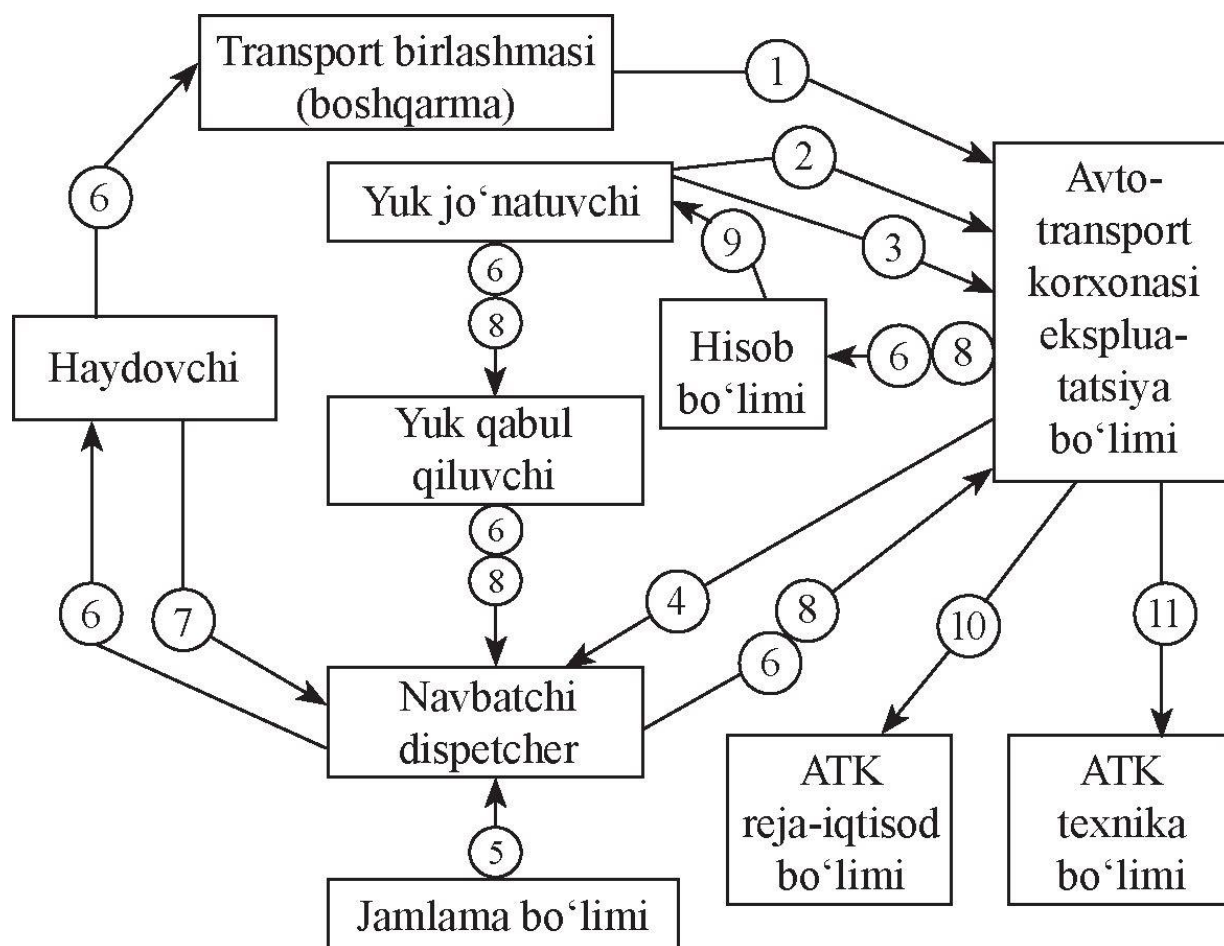 Transport birlashmasi
(boshqarma)
1
6
2
Yuk jo‘natuvchi
3
9
Avto-
transport
korxonasi
eksplua-
tatsiya
bo‘limi
6
8
Haydovchi
Hisob
bo‘limi
6
8
Yuk qabul
qiluvchi
6
8
6
7
4
8
6
10
11
Navbatchi
dispetcher
5
Jamlama bo‘limi
ATK
reja-iqtisod
bo‘limi
ATK
texnika
bo‘limi